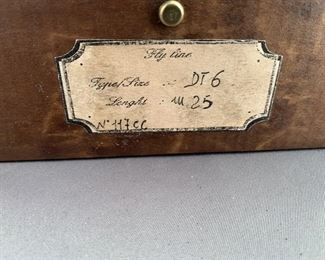 Fly line
Type/Size :- DT 6
Lenght :- m 25
N° 117CC